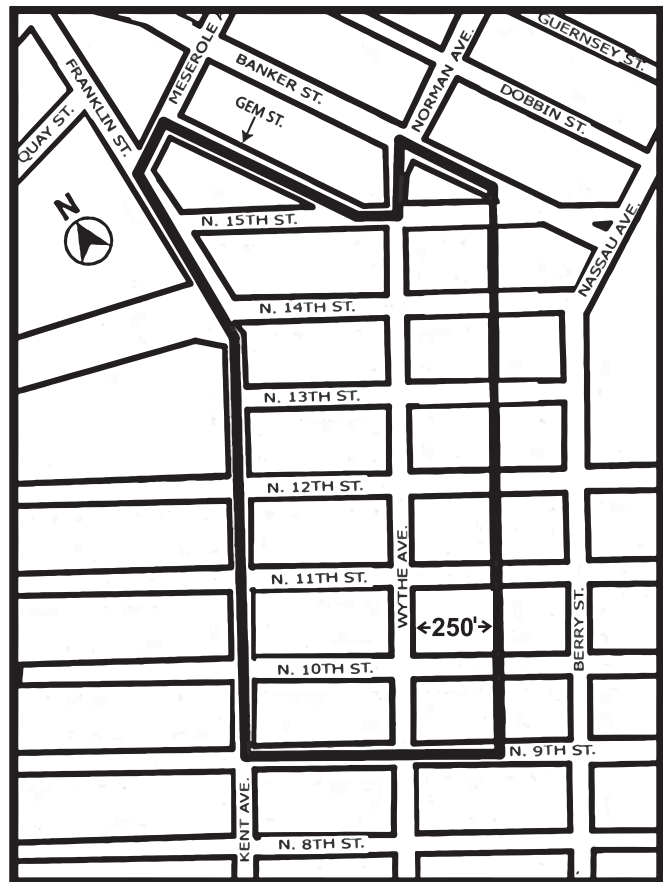 GUERNSEY ST.
MESEROLE A
NORMAN AVE.
BANKER ST.
FRANKLIN ST.
DOBBIN ST.
GEM ST.
QUAY ST.
N
N. 15TH ST.
NASSAU AVE.
N. 14TH ST.
N. 13TH ST.
N. 12TH ST.
WYTHE AVE.
N. 11TH ST.
250'
BERRY ST.
N. 10TH ST.
N. 9TH ST.
KENT AVE.
N. 8TH ST.